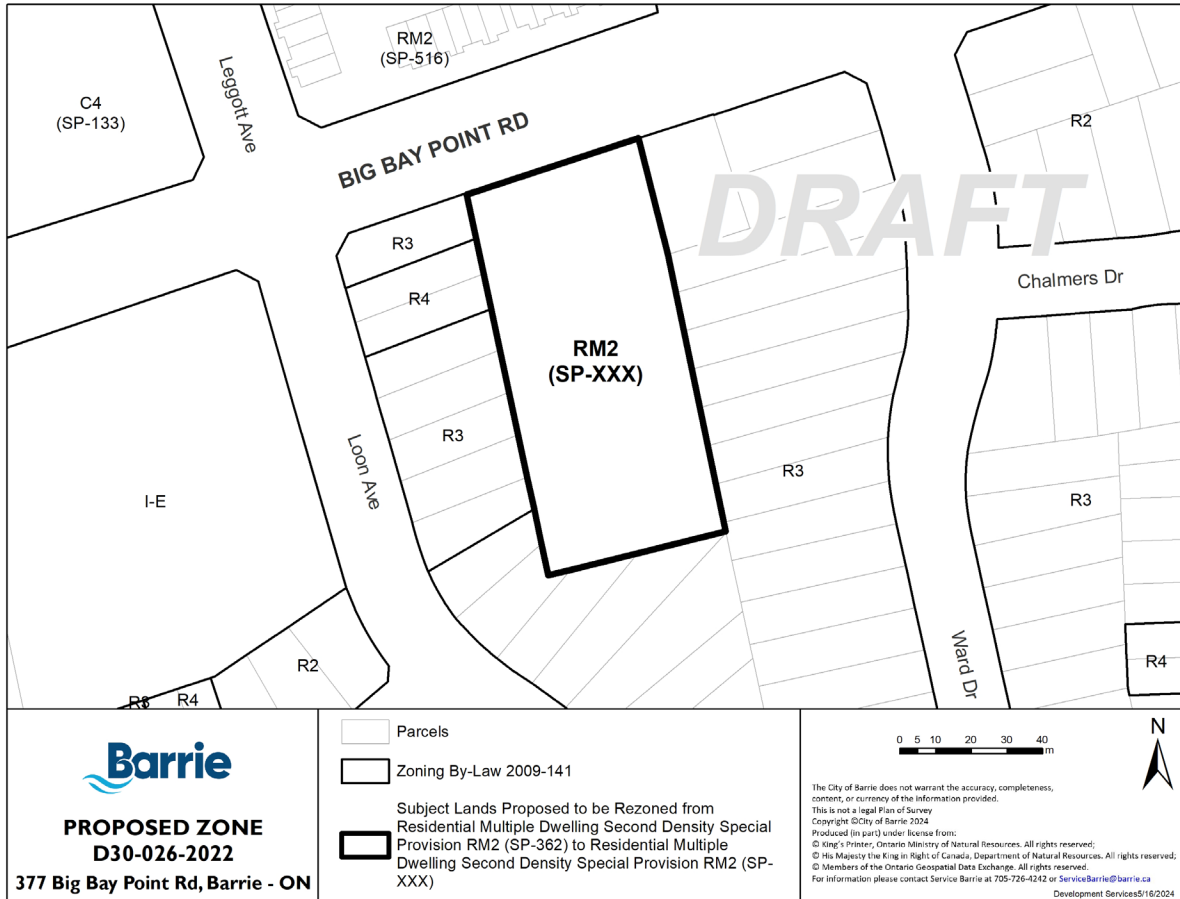 RM2
(SP-516)
Leggott Ave
C4
(SP-133)
BIG BAY POINT RD
R2
DRAFT
R3
Chalmers Dr
R4
RM2
(SP-XXX)
R3
Loon Ave
R3
I-E
R3
Ward Dr
R2
R4
R3
R4
Barrie
PROPOSED ZONE
D30-026-2022
377 Big Bay Point Rd, Barrie - ON
Parcels
Zoning By-Law 2009-141
Subject Lands Proposed to be Rezoned from
Residential Multiple Dwelling Second Density Special
Provision RM2 (SP-362) to Residential Multiple
Dwelling Second Density Special Provision RM2 (SP-
XXX)
N
0 5 10 20 30 40
m
The City of Barrie does not warrant the accuracy, completeness,
content, or currency of the information provided.
This is not a legal Plan of Survey
Copyright ©City of Barrie 2024
Produced (in part) under license from:
© King's Printer, Ontario Ministry of Natural Resources. All rights reserved;
© His Majesty the King in Right of Canada, Department of Natural Resources. All rights reserved;
© Members of the Ontario Geospatial Data Exchange. All rights reserved.
For information please contact Service Barrie at 705-726-4242 or ServiceBarrie@barrie.ca
Development Services5/16/2024